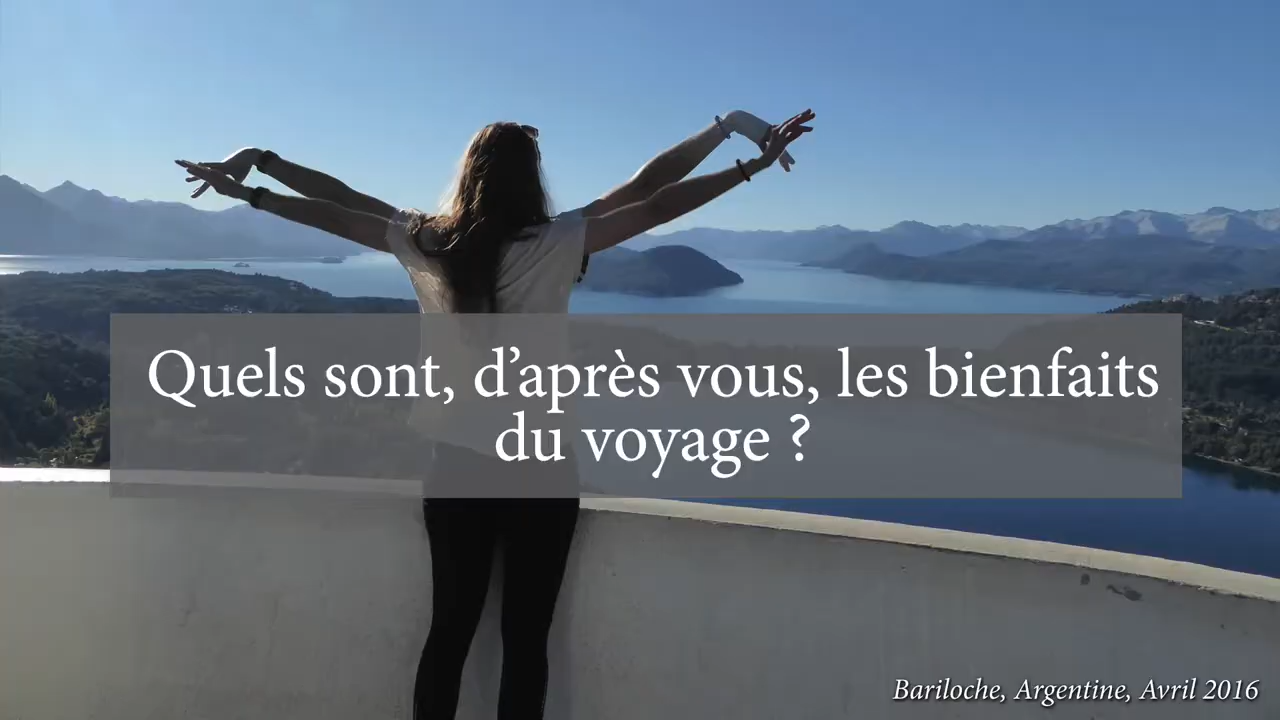 Quels sont, d’après vous, les bienfaits
du voyage ?
Bariloche, Argentine, Avril 2016